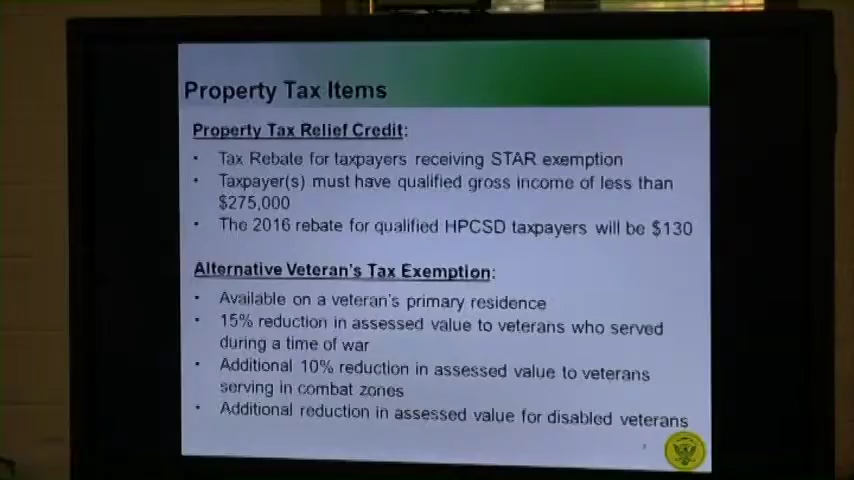 Property Tax Items
Property Tax Relief Credit:
• Tax Rebate for taxpayers receiving STAR exemption
• Taxpayer(s) must have qualified gross income of less than
$275,000
• The 2016 rebate for qualified HPCSD taxpayers will be $130
Alternative Veteran's Tax Exemption:
• Available on a veteran's primary residence
• 15% reduction in assessed value to veterans who served
during a time of war
• Additional 10% reduction in assessed value to veterans
serving in combat zones
• Additional reduction in assessed value for disabled veterans